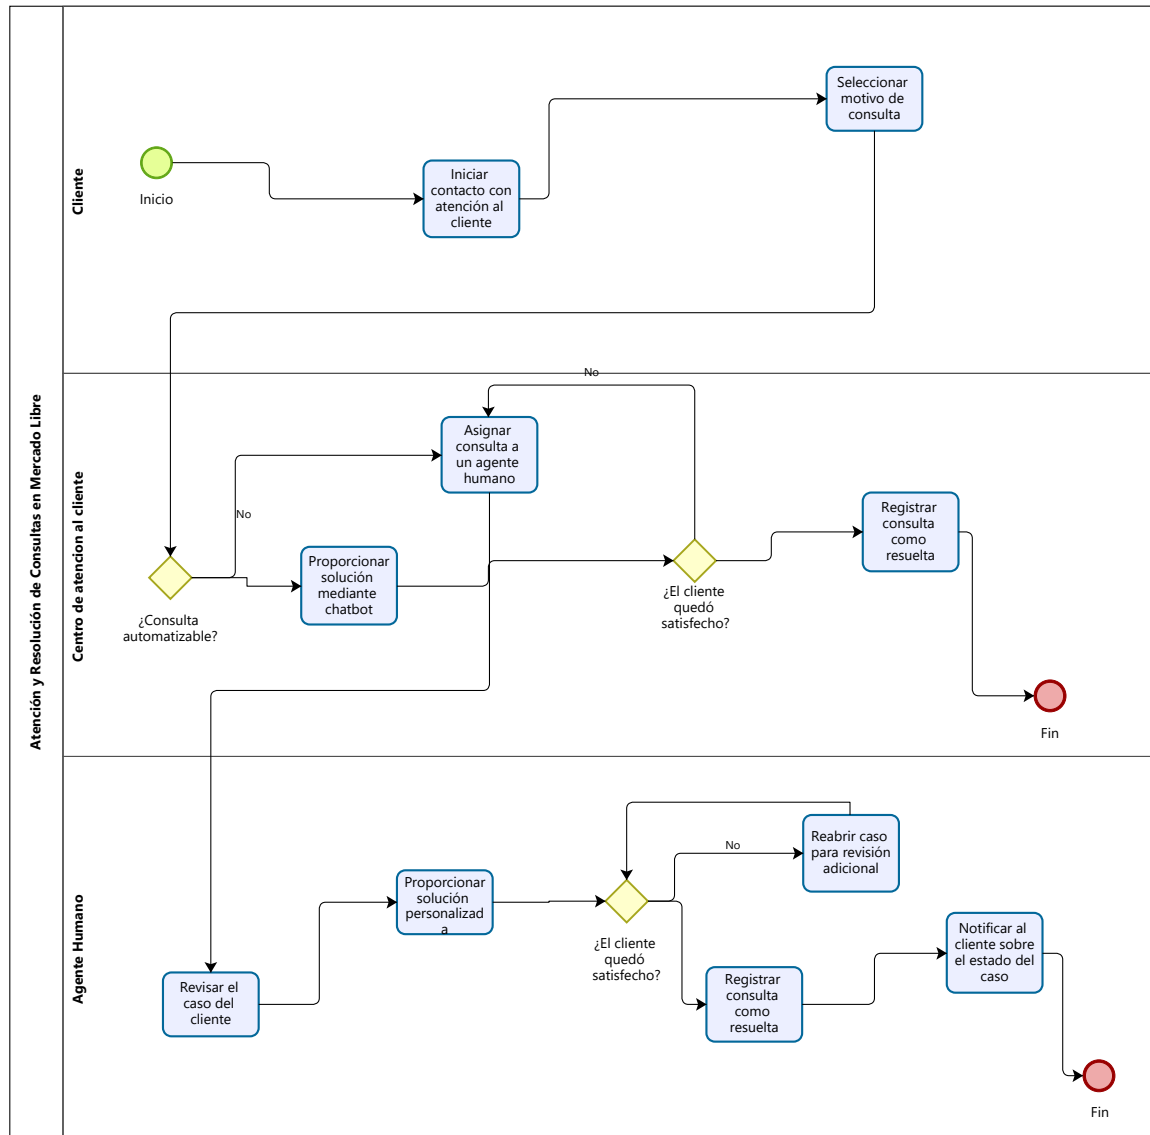 Atención y Resolución de Consultas en Mercado Libre
Cliente
Inicio
Iniciar
contacto con
atención al
cliente
Seleccionar
motivo de
consulta
Centro de atencion al cliente
¿Consulta
automatizable?
No
Proporcionar
solución
mediante
chatbot
Asignar
consulta a
un agente
humano
No
¿El cliente
quedó
satisfecho?
Registrar
consulta
como
resuelta
Fin
Agente Humano
Revisar el
caso del
cliente
Proporcionar
solución
personalizad
a
¿El cliente
quedó
satisfecho?
No
Reabrir caso
para revisión
adicional
Registrar
consulta
como
resuelta
Notificar al
cliente sobre
el estado del
caso
Fin